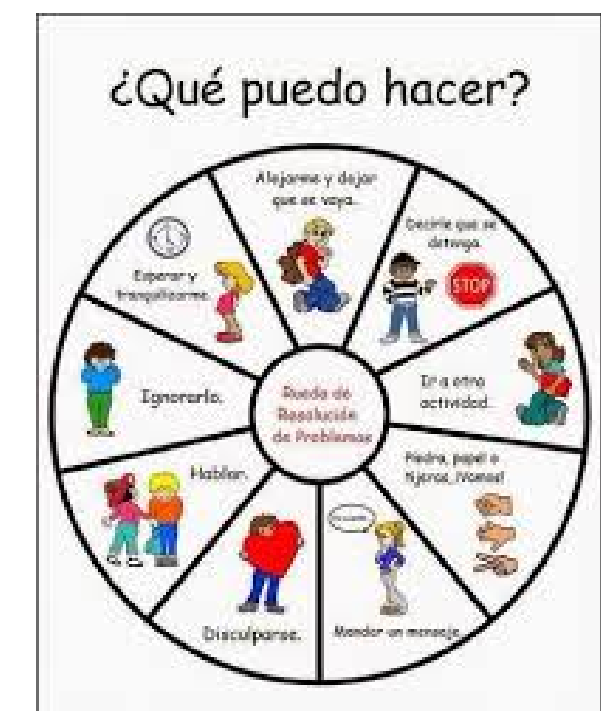 ¿Qué puedo hacer?
Alejarme y dejar
que se vaya.
Decirle que se
detenga.
STOP
Ir a otra
actividad.
Piedra, papel o
tijeras, ¡Vamos!
Mandar un mensaje.
Disculparse.
Hablar.
Ignorarlo.
Esperar y
tranquilizarme.
Rueda de
Resolución
de Problemas